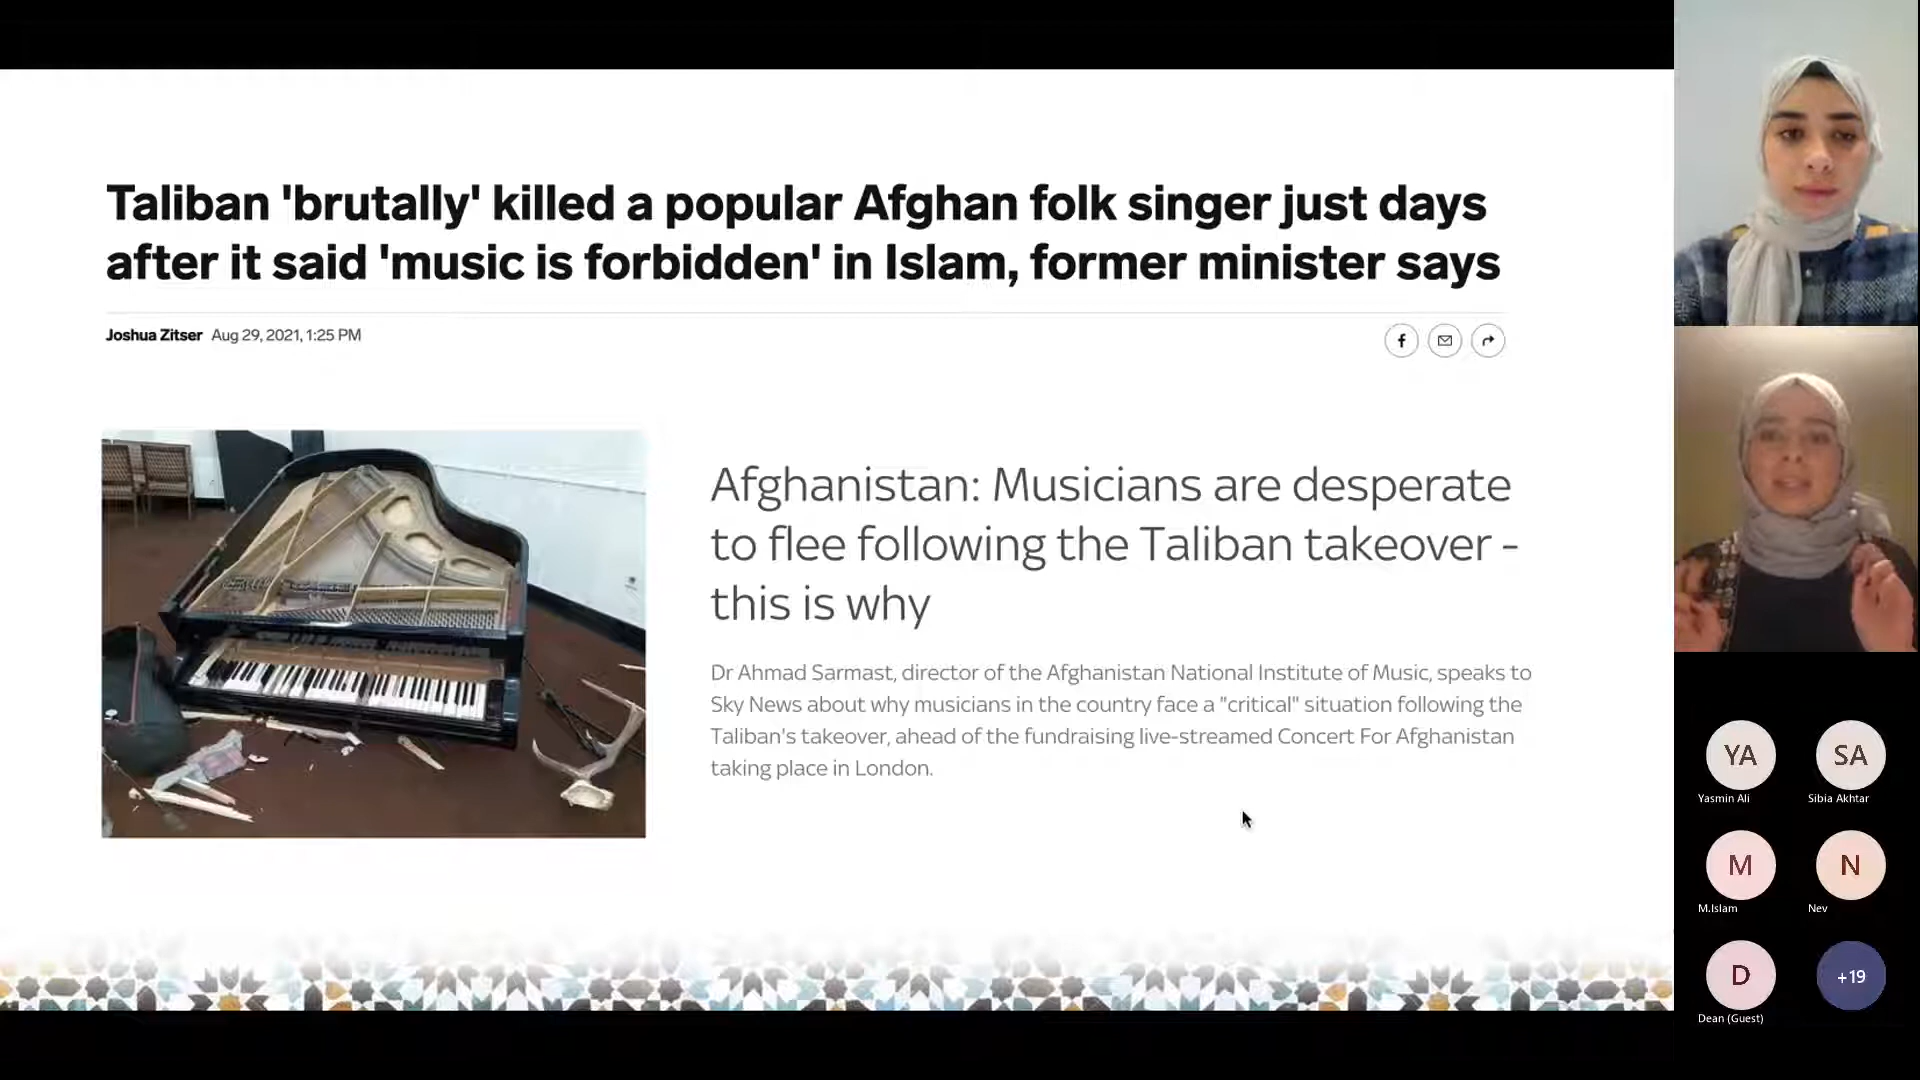 Taliban 'brutally' killed a popular Afghan folk singer just days
after it said 'music is forbidden' in Islam, former minister says
Joshua Zitser Aug 29, 2021, 1:25 PM
Afghanistan: Musicians are desperate
to flee following the Taliban takeover -
this is why
Dr Ahmad Sarmast, director of the Afghanistan National Institute of Music, speaks to
Sky News about why musicians in the country face a "critical" situation following the
Taliban's takeover, ahead of the fundraising live-streamed Concert For Afghanistan
taking place in London.
YA
Yasmin Ali
SA
Sibia Akhtar
M
M.Islam
N
Nev
D
Dean (Guest)
+19